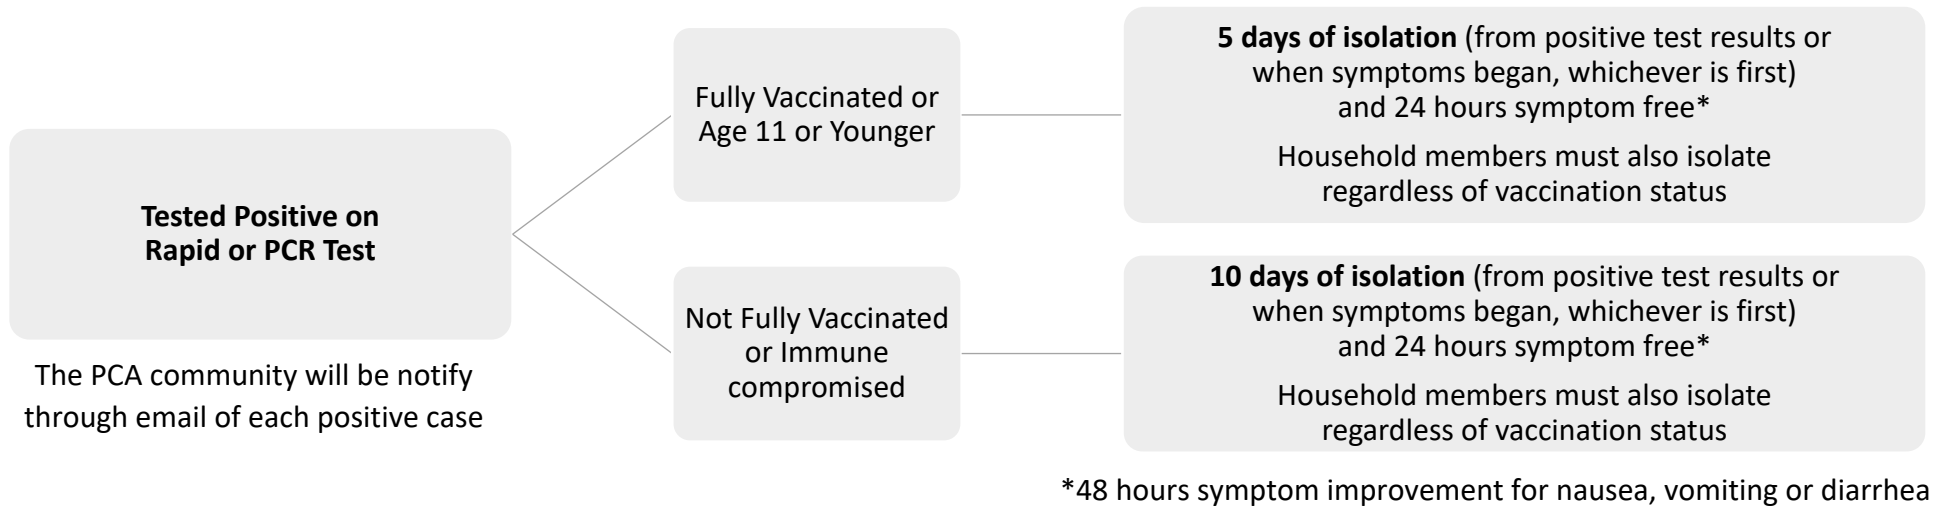 Tested Positive on
Rapid or PCR Test
The PCA community will be notify
through email of each positive case
Fully Vaccinated or
Age 11 or Younger
5 days of isolation (from positive test results or
when symptoms began, whichever is first)
and 24 hours symptom free*
Household members must also isolate
regardless of vaccination status
Not Fully Vaccinated
or Immune
compromised
10 days of isolation (from positive test results or
when symptoms began, whichever is first)
and 24 hours symptom free*
Household members must also isolate
regardless of vaccination status
*48 hours symptom improvement for nausea, vomiting or diarrhea